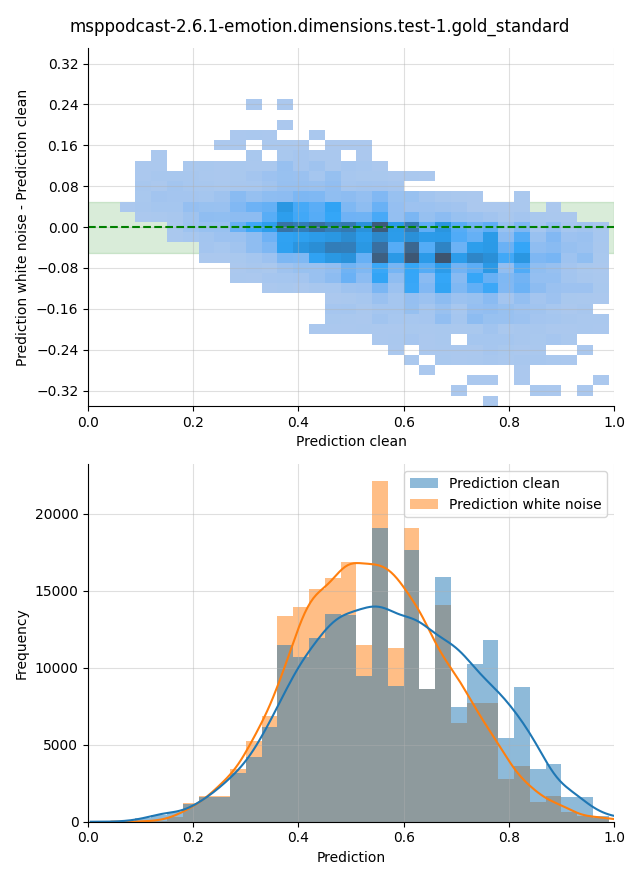 msppodcast-2.6.1-emotion.dimensions.test-1.gold_standard
Prediction white noise - Prediction clean
0.32
0.24
0.16
0.08
0.00
−0.08
−0.16
−0.24
−0.32
0.0 0.2 0.4 0.6 0.8 1.0
Prediction clean
Prediction clean
Prediction white noise
Frequency
20000
15000
10000
5000
0
0.0 0.2 0.4 0.6 0.8 1.0
Prediction